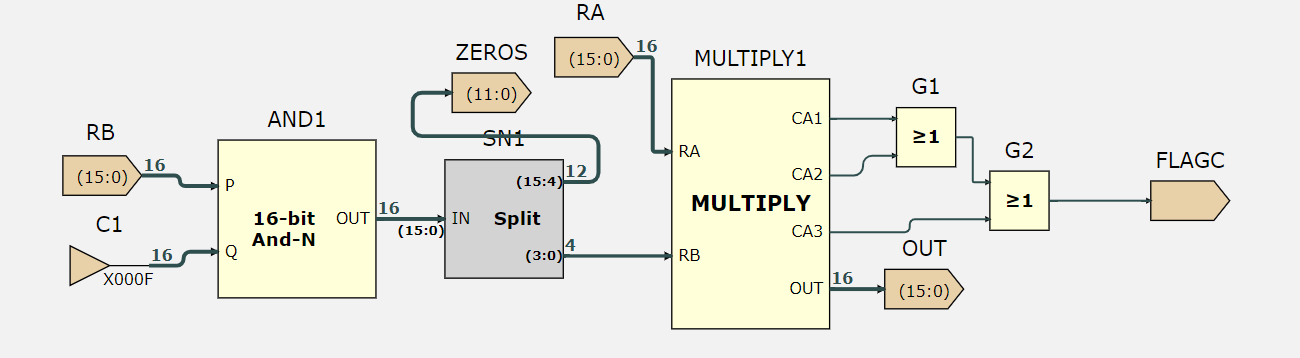 RA
(15:0)
16
ZEROS
(11:0)
MULTIPLY1
RA
RB
MULTIPLY
CA1
CA2
CA3
OUT
16
G1
≥1
G2
≥1
FLAGC
OUT
(15:0)
RB
(15:0)
16
C1
X000F
16
AND1
P
Q
16-bit
And-N
OUT
16
(15:0)
SN1
IN
Split
(15:4)
12
(3:0)
4